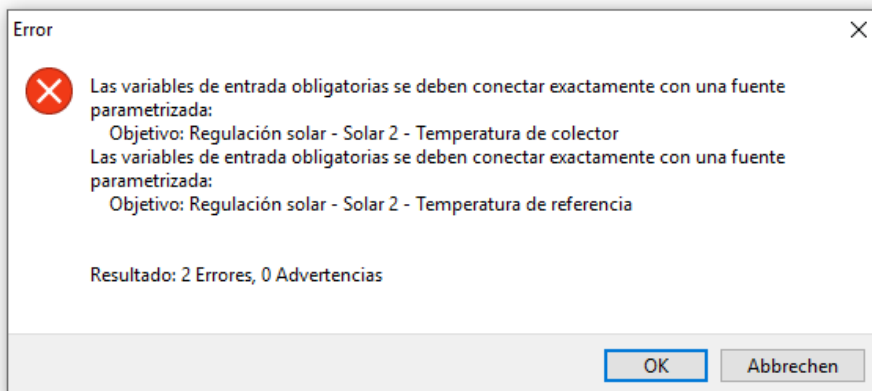 Error
Las variables de entrada obligatorias se deben conectar exactamente con una fuente
parametrizada:
Objetivo: Regulación solar - Solar 2 - Temperatura de colector
Las variables de entrada obligatorias se deben conectar exactamente con una fuente
parametrizada:
Objetivo: Regulación solar - Solar 2 - Temperatura de referencia
Resultado: 2 Errores, 0 Advertencias
OK
Abbrechen